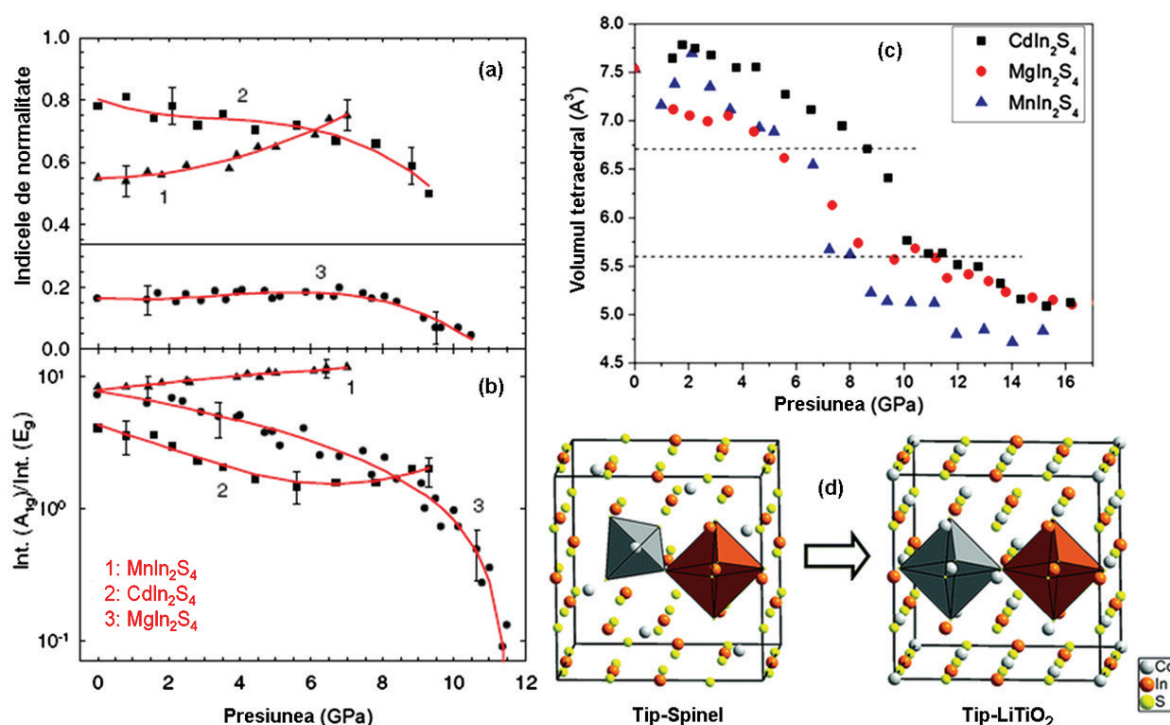 1.0
0.8
0.6
0.4
0.2
0.0
Indicele de normalitate
(a)
2
1
3
10¹
10⁰
10⁻¹
Int. (A₁g)/Int. (Eg)
(b)
1
2
3
1: MnIn₂S₄
2: CdIn₂S₄
3: MgIn₂S₄
0 2 4 6 8 10 12
Presiunea (GPa)
8.0
7.5
7.0
6.5
6.0
5.5
5.0
4.5
Volumul tetraedral (A³)
(c)
CdIn₂S₄
MgIn₂S₄
MnIn₂S₄
0 2 4 6 8 10 12 14 16
Presiunea (GPa)
(d)
Cd
In
S
Tip-Spinel
Tip-LiTiO₂